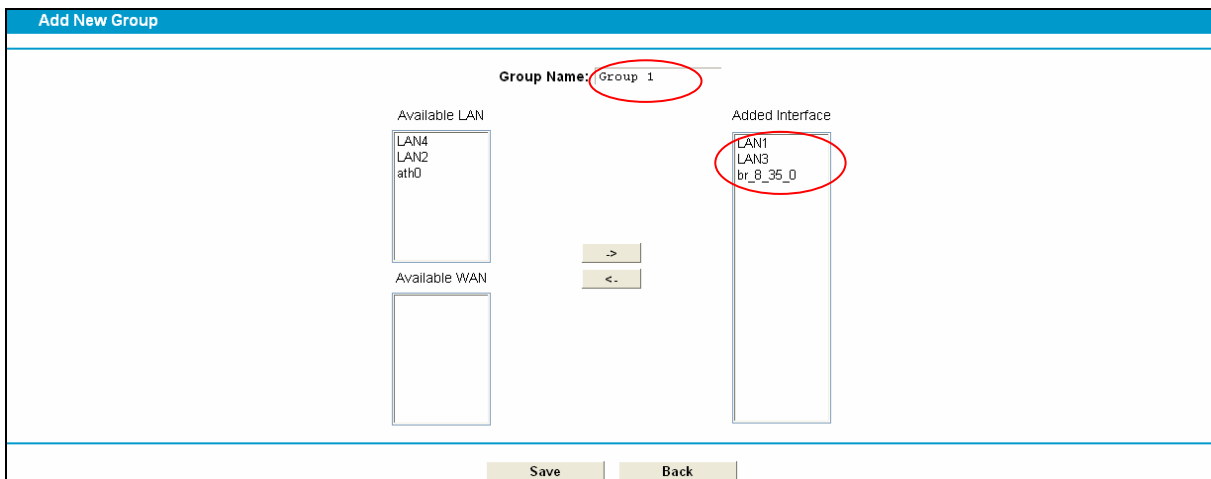 Add New Group
Group Name: Group 1
Available LAN
LAN4
LAN2
ath0
Added Interface
LAN1
LAN3
br_8_35_0
->
<-
Available WAN
Save
Back